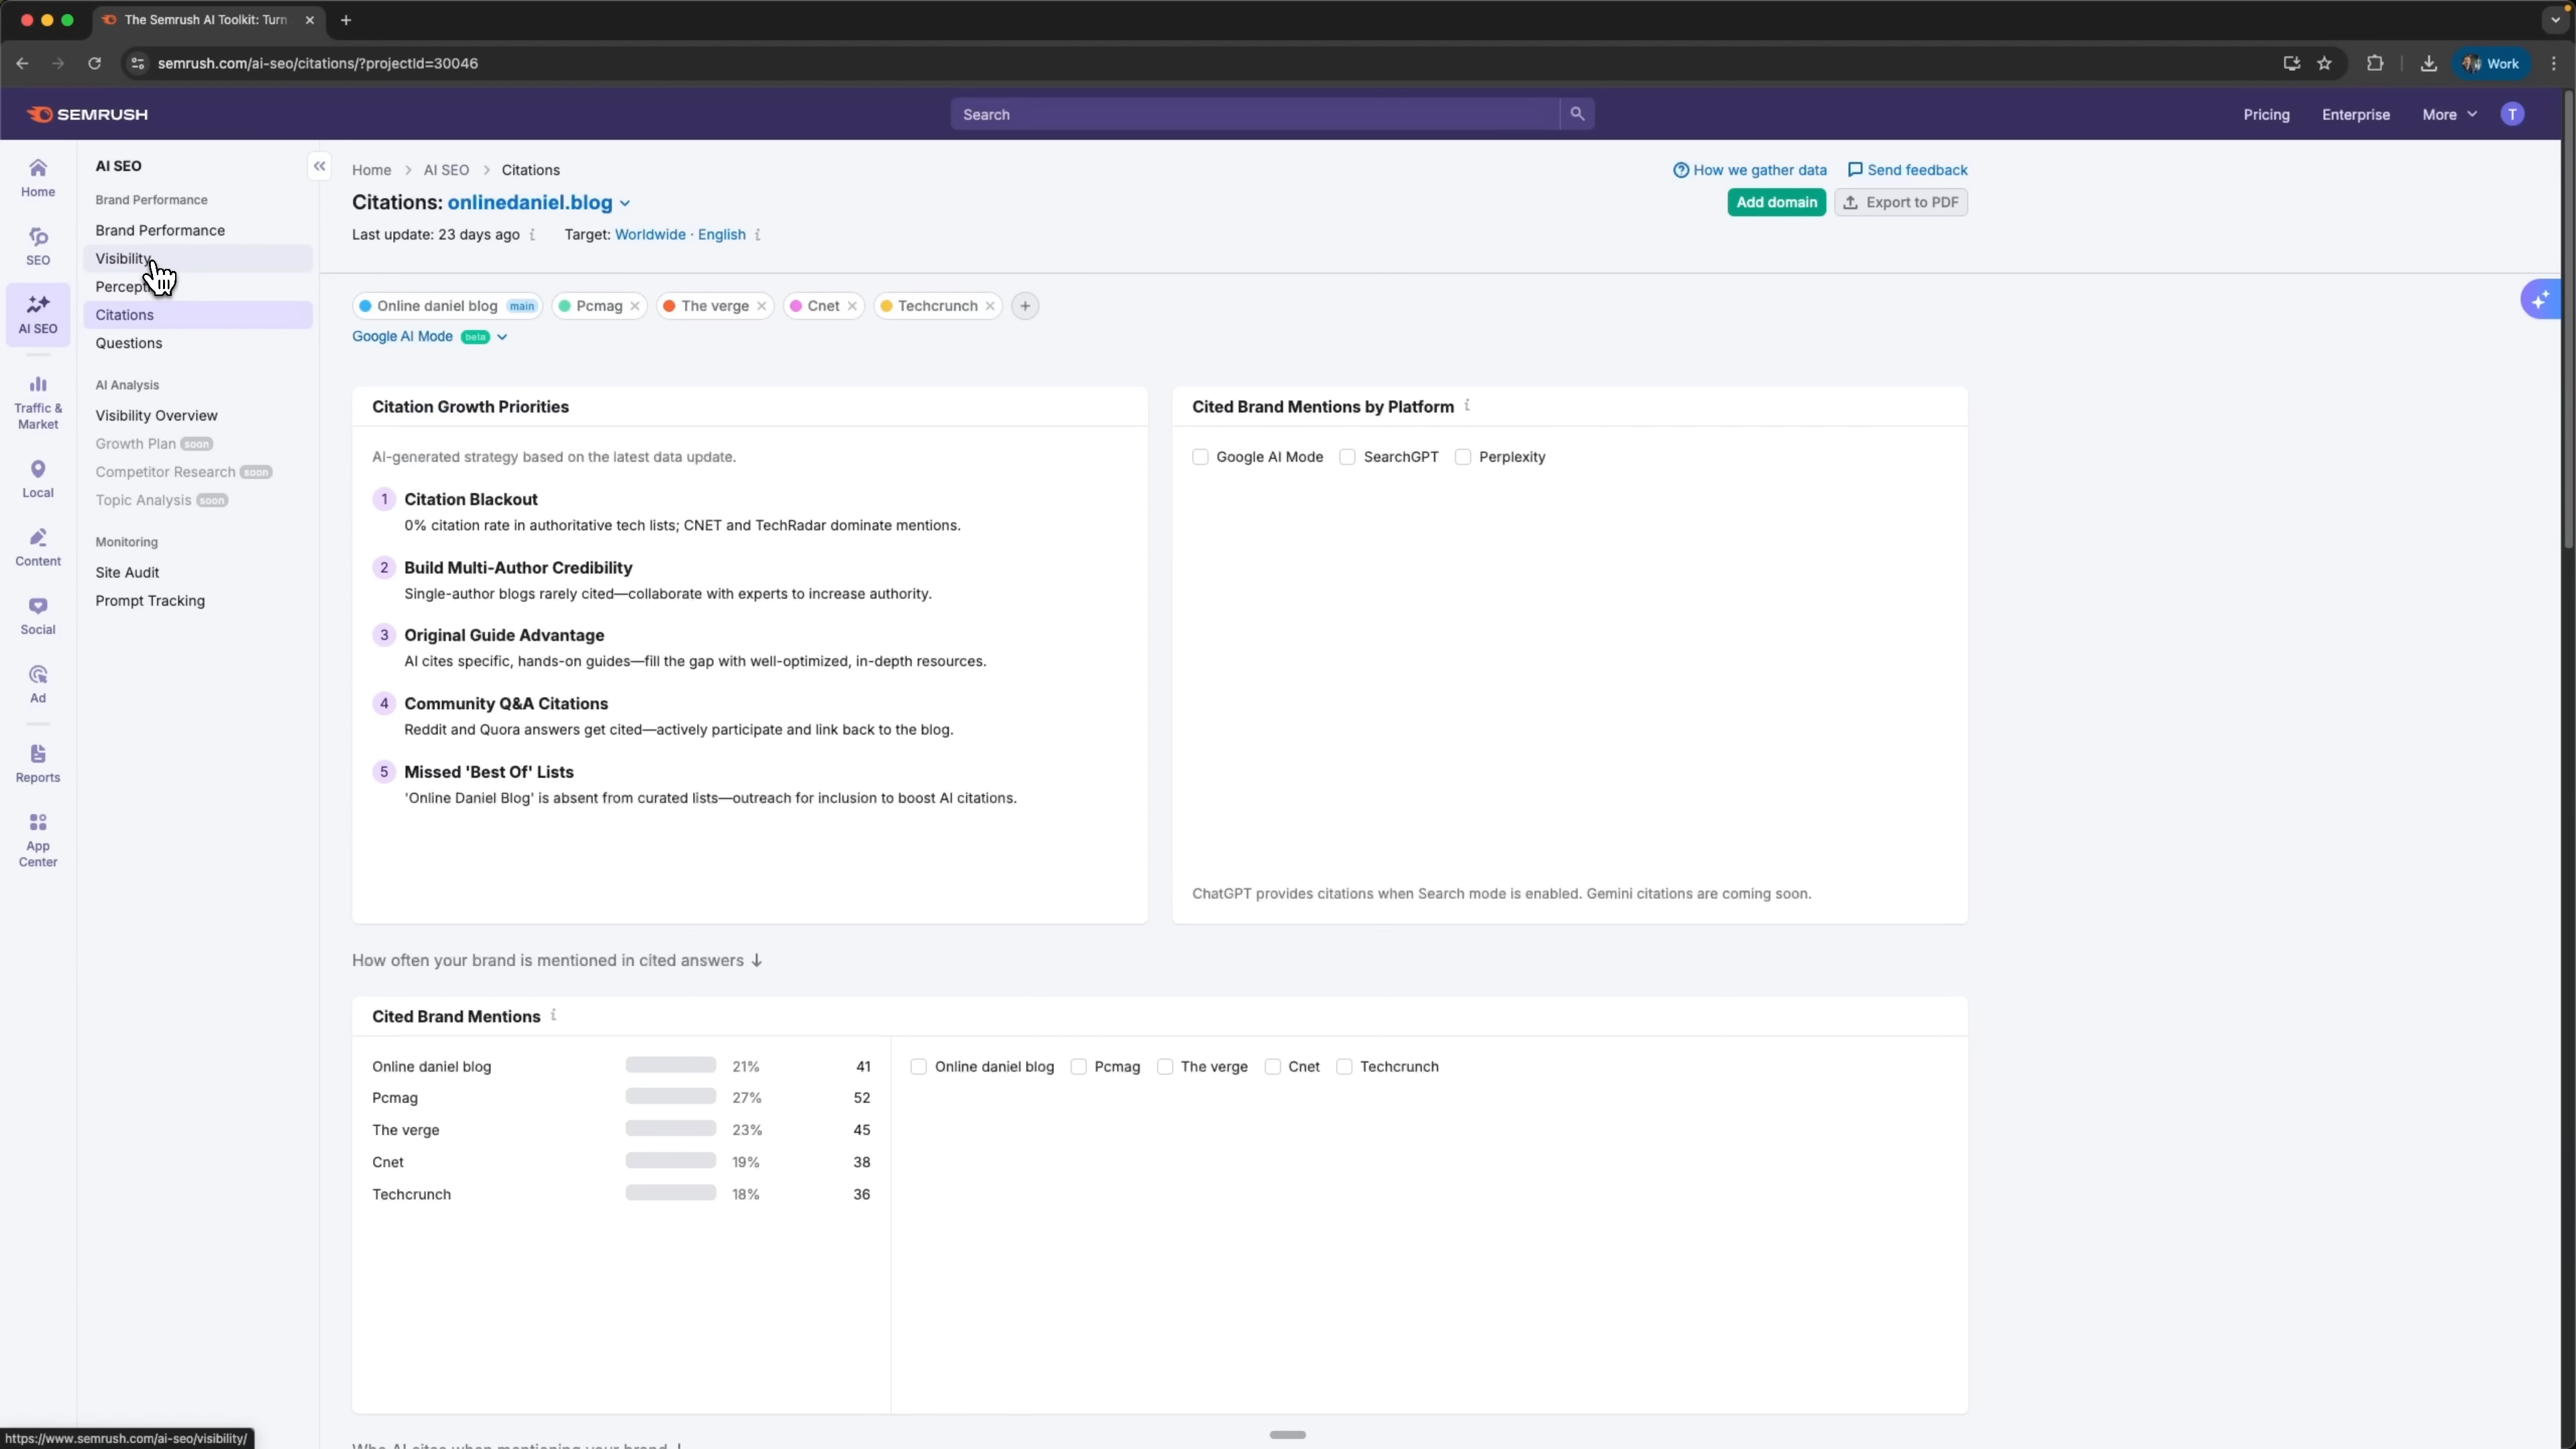 The Semrush AI Toolkit: Turn
semrush.com/ai-seo/citations/?projectId=30046
Work
SEMRUSH
Search
Pricing
Enterprise
More
T
Home
SEO
AI SEO
Traffic & Market
Local
Content
Social
Ad
Reports
App Center
AI SEO
Brand Performance
Brand Performance
Visibility
Percept
Citations
Questions
AI Analysis
Visibility Overview
Growth Plan soon
Competitor Research soon
Topic Analysis soon
Monitoring
Site Audit
Prompt Tracking
Home > AI SEO > Citations
How we gather data
Send feedback
Citations: onlinedaniel.blog
Add domain
Export to PDF
Last update: 23 days ago
Target: Worldwide · English
Online daniel blog main
Pcmag
The verge
Cnet
Techcrunch
Google AI Mode beta
Citation Growth Priorities
AI-generated strategy based on the latest data update.
1 Citation Blackout
0% citation rate in authoritative tech lists; CNET and TechRadar dominate mentions.
2 Build Multi-Author Credibility
Single-author blogs rarely cited—collaborate with experts to increase authority.
3 Original Guide Advantage
AI cites specific, hands-on guides—fill the gap with well-optimized, in-depth resources.
4 Community Q&A Citations
Reddit and Quora answers get cited—actively participate and link back to the blog.
5 Missed 'Best Of' Lists
'Online Daniel Blog' is absent from curated lists—outreach for inclusion to boost AI citations.
Cited Brand Mentions by Platform
Google AI Mode
SearchGPT
Perplexity
ChatGPT provides citations when Search mode is enabled. Gemini citations are coming soon.
How often your brand is mentioned in cited answers ↓
Cited Brand Mentions
Online daniel blog 21% 41
Pcmag 27% 52
The verge 23% 45
Cnet 19% 38
Techcrunch 18% 36
Online daniel blog
Pcmag
The verge
Cnet
Techcrunch
Who AI cites when mentioning your brand ↓
https://www.semrush.com/ai-seo/visibility/